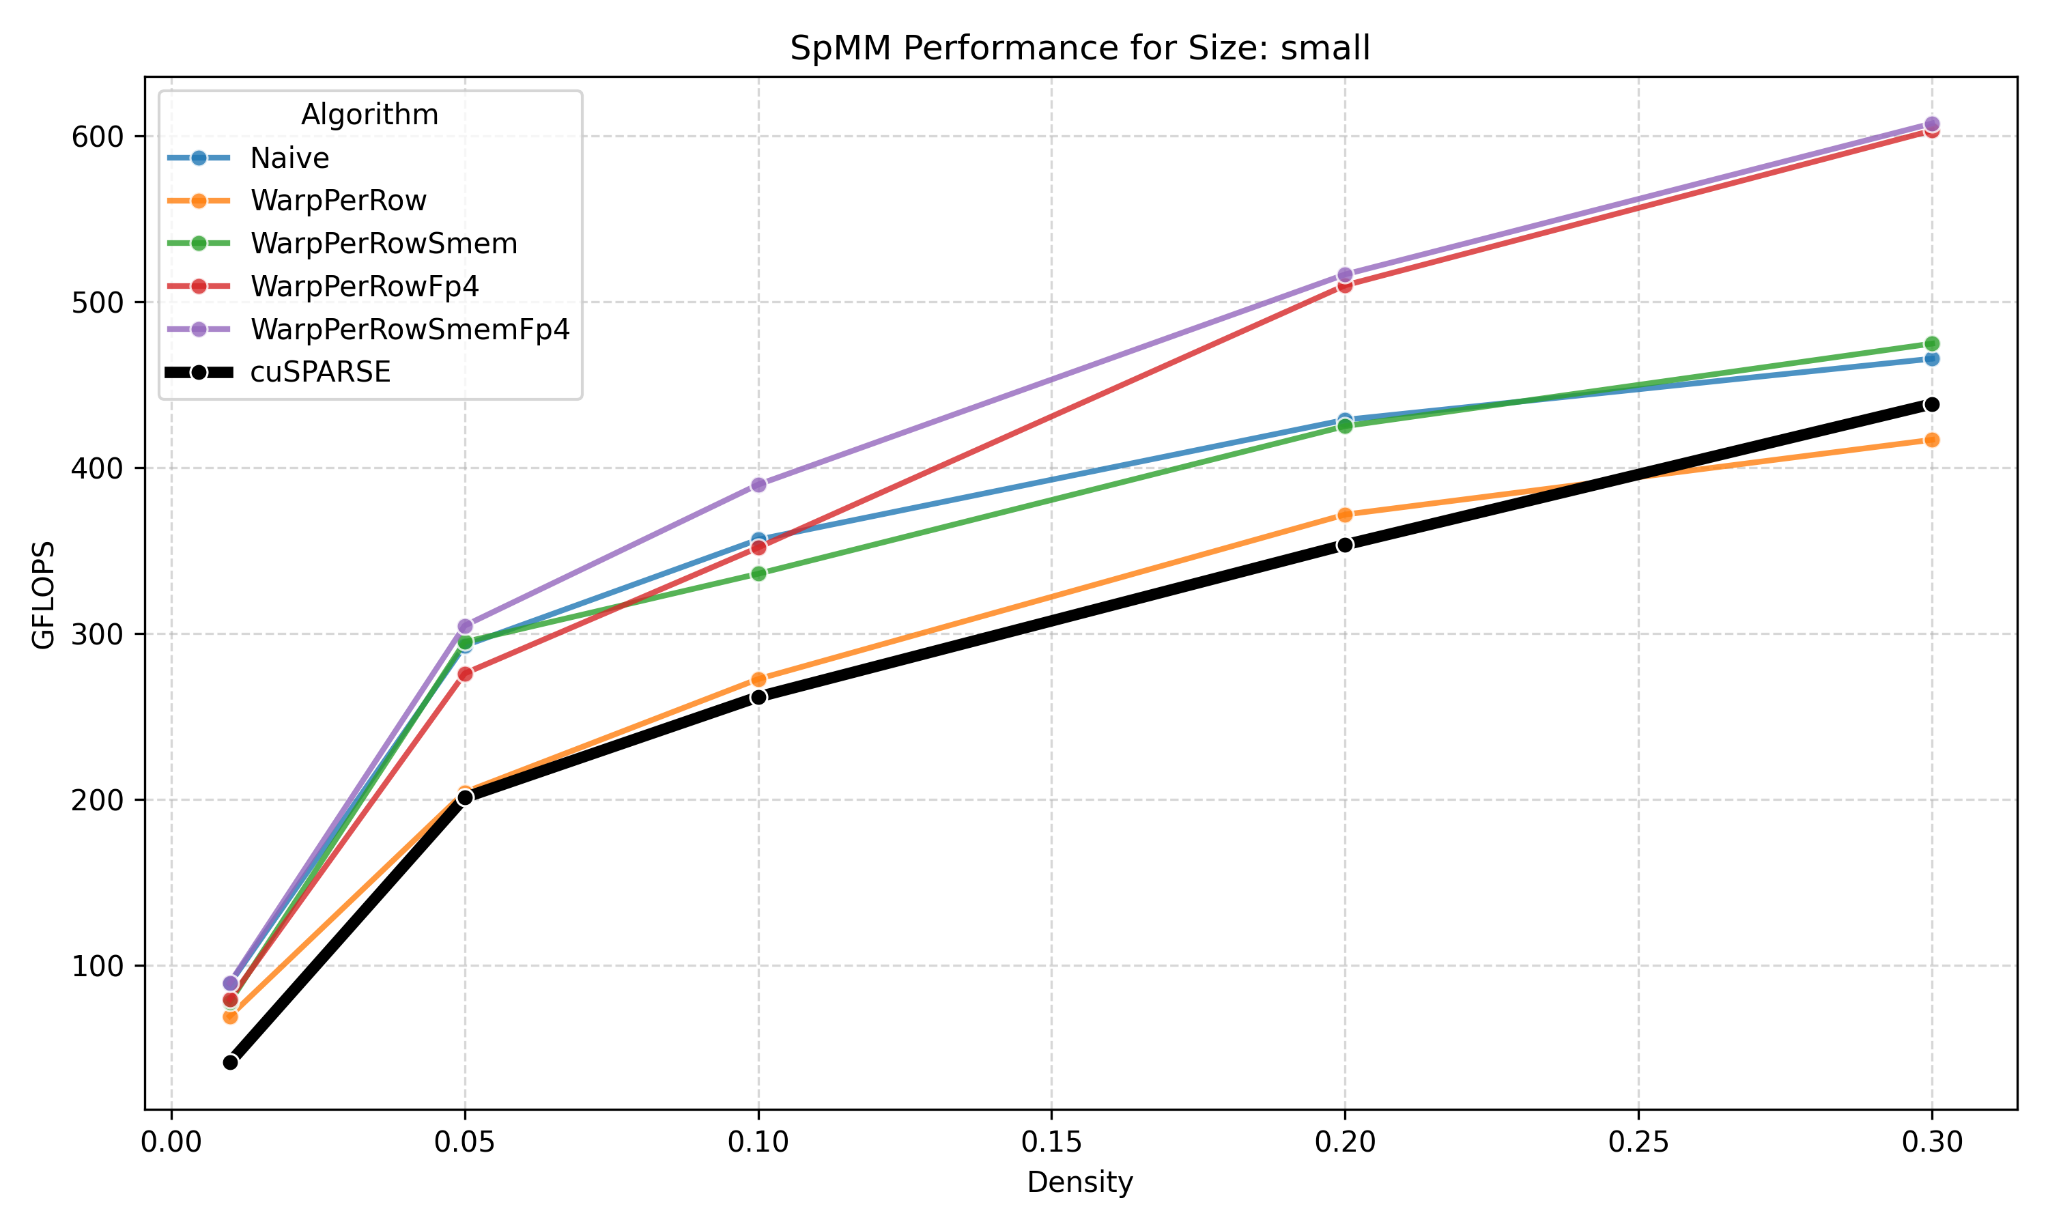 SpMM Performance for Size: small
Algorithm
Naive
WarpPerRow
WarpPerRowSmem
WarpPerRowFp4
WarpPerRowSmemFp4
cuSPARSE
600
500
400
300
200
100
GFLOPS
0.00 0.05 0.10 0.15 0.20 0.25 0.30
Density